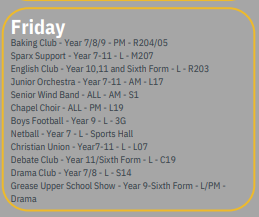 Friday
Baking Club - Year 7/8/9 - PM - R204/05
Sparx Support - Year7-11 - L - M207
English Club - Year 10,11 and Sixth Form - L - R203
Junior Orchestra - Year 7-11 - AM - L17
Senior Wind Band - ALL - AM - S1
Chapel Choir - ALL - PM - L19
Boys Football - Year 9 - L - 3G
Netball - Year 7 - L - Sports Hall
Christian Union - Year7-11 - L - L07
Debate Club - Year 11/Sixth Form - L - C19
Drama Club - Year 7/8 - L - S14
Grease Upper School Show - Year 9-Sixth Form - L/PM -
Drama